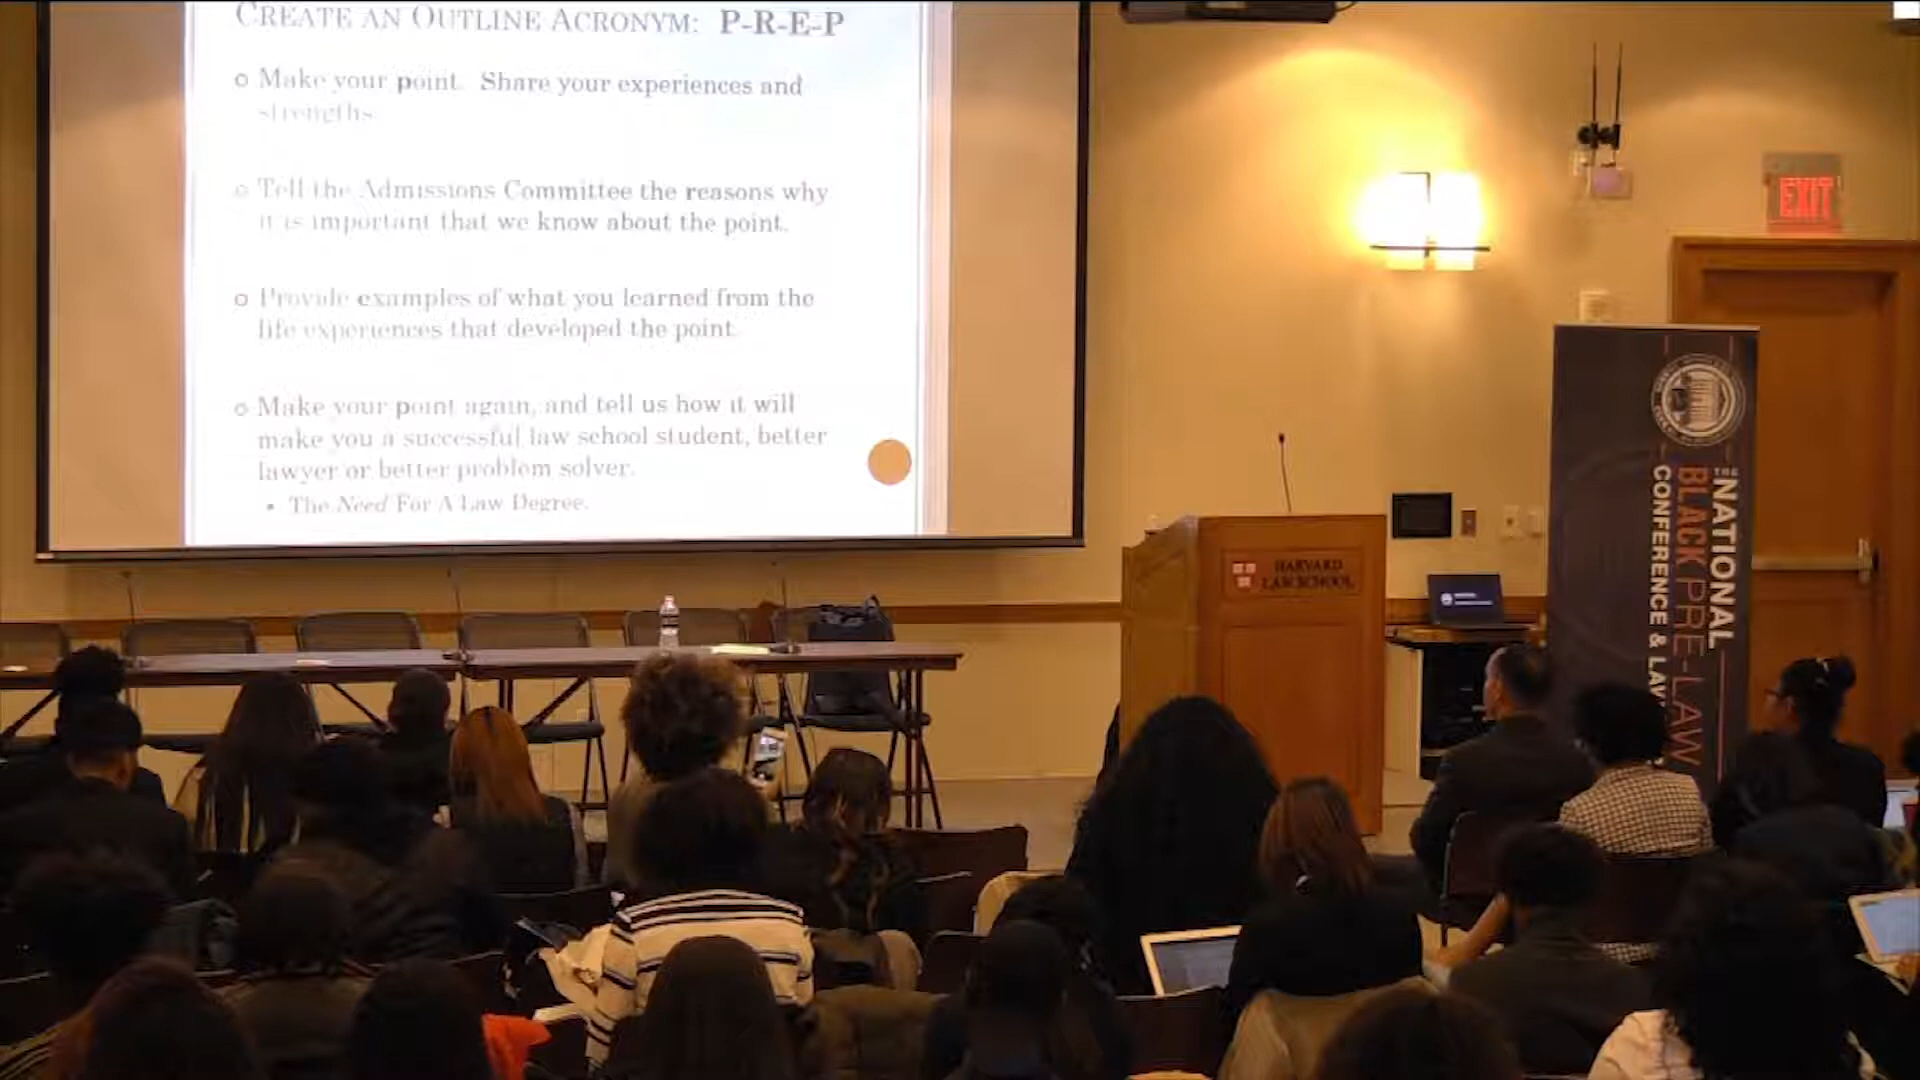 CREATE AN OUTLINE ACRONYM: P-R-E-P
Make your point. Share your experiences and
strengths.
Tell the Admissions Committee the reasons why
it is important that we know about the point.
Provide examples of what you learned from the
life experiences that developed the point.
Make your point again, and tell us how it will
make you a successful law school student, better
lawyer or better problem solver.
The Need For A Law Degree.
EXIT
HARVARD
LAW SCHOOL
THE NATIONAL
BLACK PRE-LAW
CONFERENCE & LAW